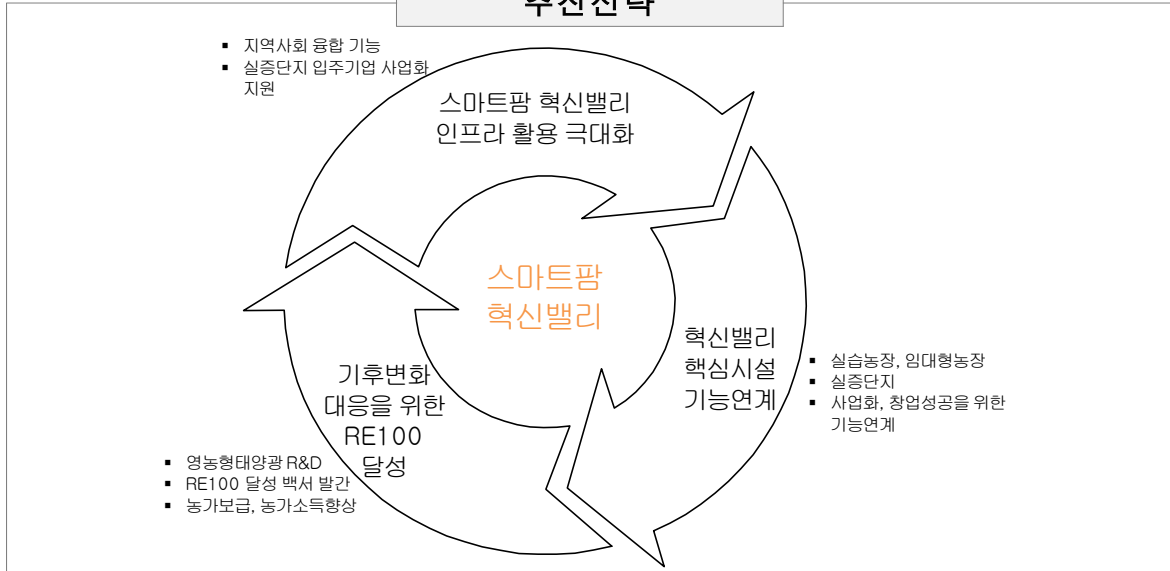 추진전략
▪ 지역사회 융합 기능
▪ 실증단지 입주기업 사업화
지원
스마트팜 혁신밸리
인프라 활용 극대화
스마트팜
혁신밸리
혁신밸리
핵심시설
기능연계
▪ 실습농장, 임대형농장
▪ 실증단지
▪ 사업화, 창업성공을 위한
기능연계
기후변화
대응을 위한
RE100
달성
▪ 영농형태양광 R&D
▪ RE100 달성 백서 발간
▪ 농가보급, 농가소득향상